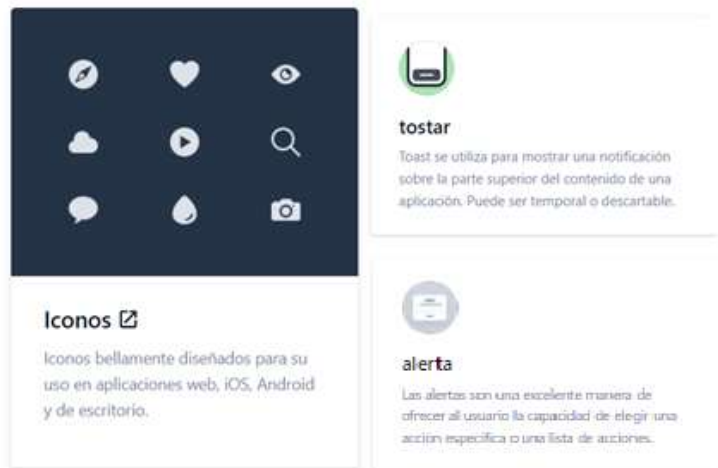 Iconos
Iconos bellamente diseñados para su
uso en aplicaciones web, iOS, Android
y de escritorio.
tostar
Toast se utiliza para mostrar una notificación
sobre la parte superior del contenido de una
aplicación. Puede ser temporal o descartable.
alerta
Las alertas son una excelente manera de
ofrecer al usuario la capacidad de elegir una
acción específica o una lista de acciones.